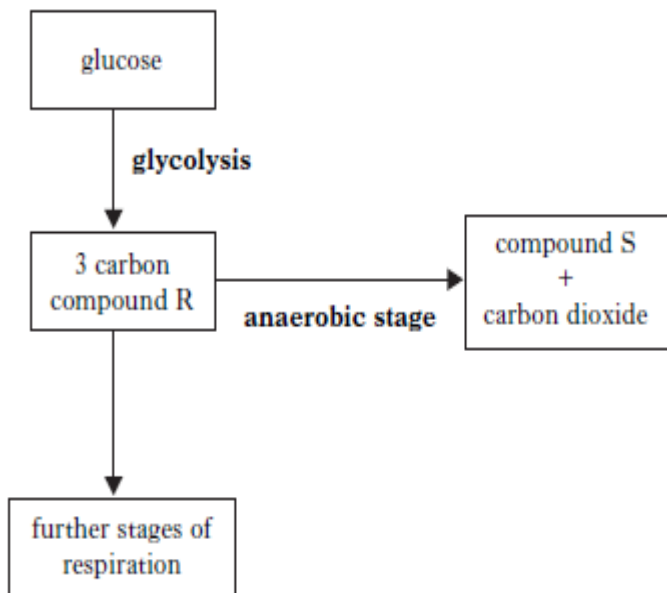 glucose
glycolysis
3 carbon
compound R
anaerobic stage
compound S
+
carbon dioxide
further stages of
respiration